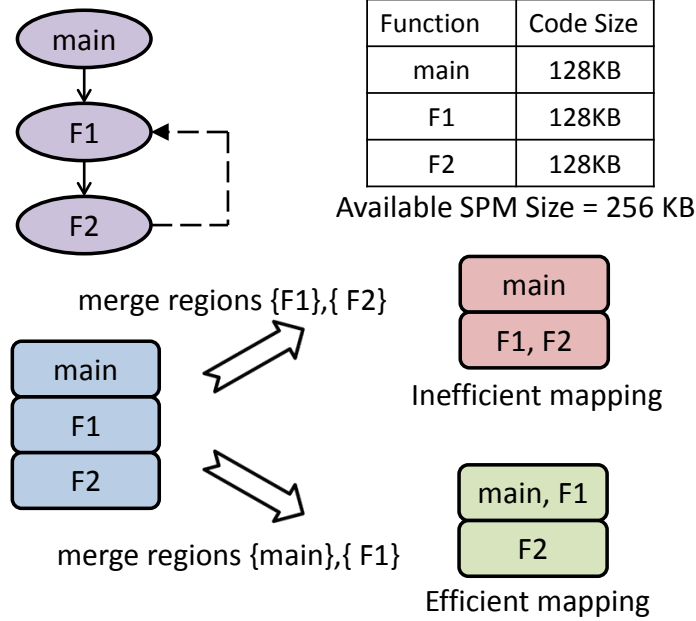 main
F1
F2
Function Code Size
main 128KB
F1 128KB
F2 128KB
Available SPM Size = 256 KB
merge regions {F1},{ F2}
main
F1, F2
Inefficient mapping
main
F1
F2
merge regions {main},{ F1}
main, F1
F2
Efficient mapping